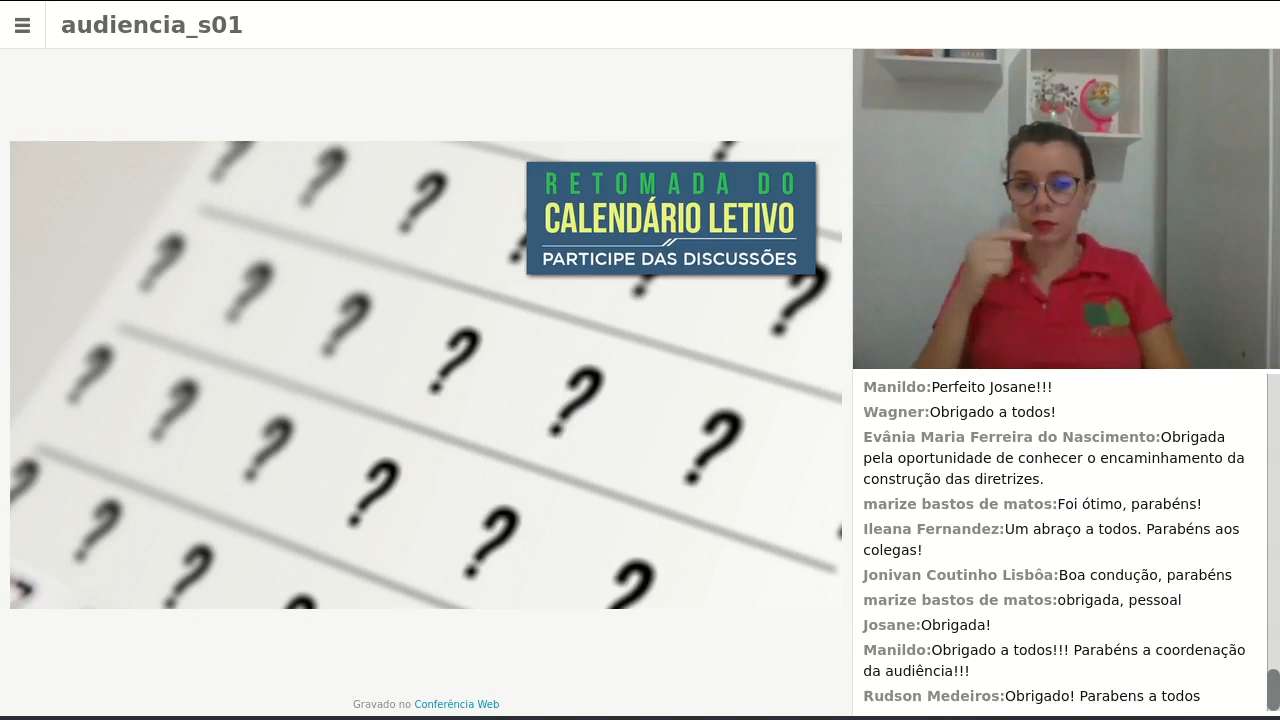 audiencia_s01
RETOMADA DO
CALENDÁRIO LETIVO
PARTICIPE DAS DISCUSSÕES
? ? ? ?
? ? ? ? ?
? ? ? ? ? ?
? ? ? ? ? ?
? ? ? ?
Gravado no Conferência Web
Manildo:Perfeito Josane!!!
Wagner:Obrigado a todos!
Evânia Maria Ferreira do Nascimento:Obrigada
pela oportunidade de conhecer o encaminhamento da
construção das diretrizes.
marize bastos de matos:Foi ótimo, parabéns!
Ileana Fernandez:Um abraço a todos. Parabéns aos
colegas!
Jonivan Coutinho Lisbôa:Boa condução, parabéns
marize bastos de matos:obrigada, pessoal
Josane:Obrigada!
Manildo:Obrigado a todos!!! Parabéns a coordenação
da audiência!!!
Rudson Medeiros:Obrigado! Parabens a todos